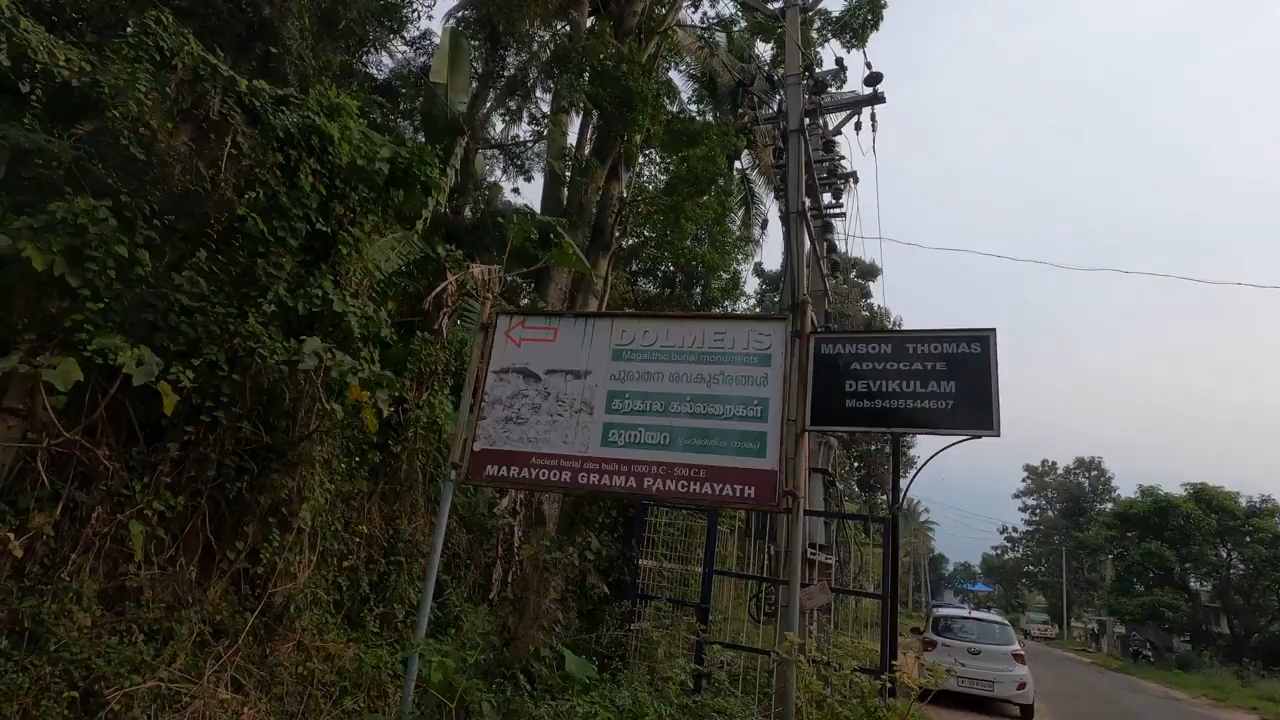 DOLMENS
Magalithic burial monuments
പുരാതന ശവകുടീരങ്ങൾ
கற்கால கல்லறைகள்
മുനിയറ (പ്രാദേശിക നാമം)
Ancient burial sites built in 1000 B.C - 500 C.E
MARAYOOR GRAMA PANCHAYATH
MANSON THOMAS
ADVOCATE
DEVIKULAM
Mob:9495544607